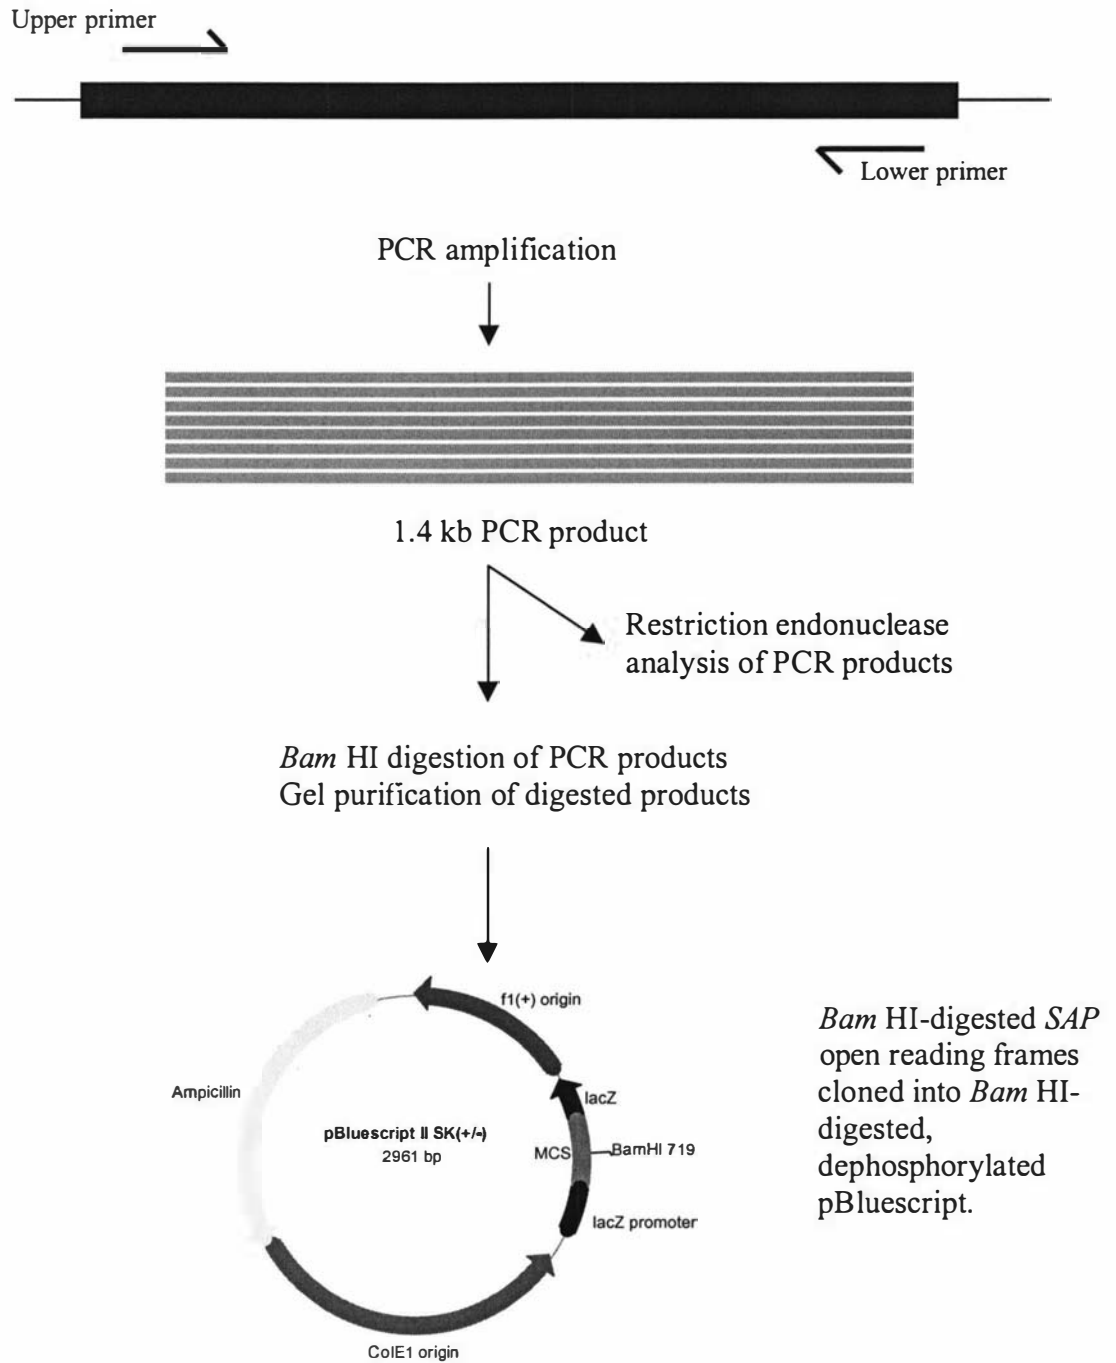 Upper primer
Lower primer
PCR amplification
1.4 kb PCR product
Restriction endonuclease
analysis of PCR products
Bam HI digestion of PCR products
Gel purification of digested products
f1(+) origin
Ampicillin
lacZ
pBluescript II SK(+/-)
2961 bp
MCS
BamHI 719
lacZ promoter
ColE1 origin
Bam HI-digested SAP
open reading frames
cloned into Bam HI-
digested,
dephosphorylated
pBluescript.